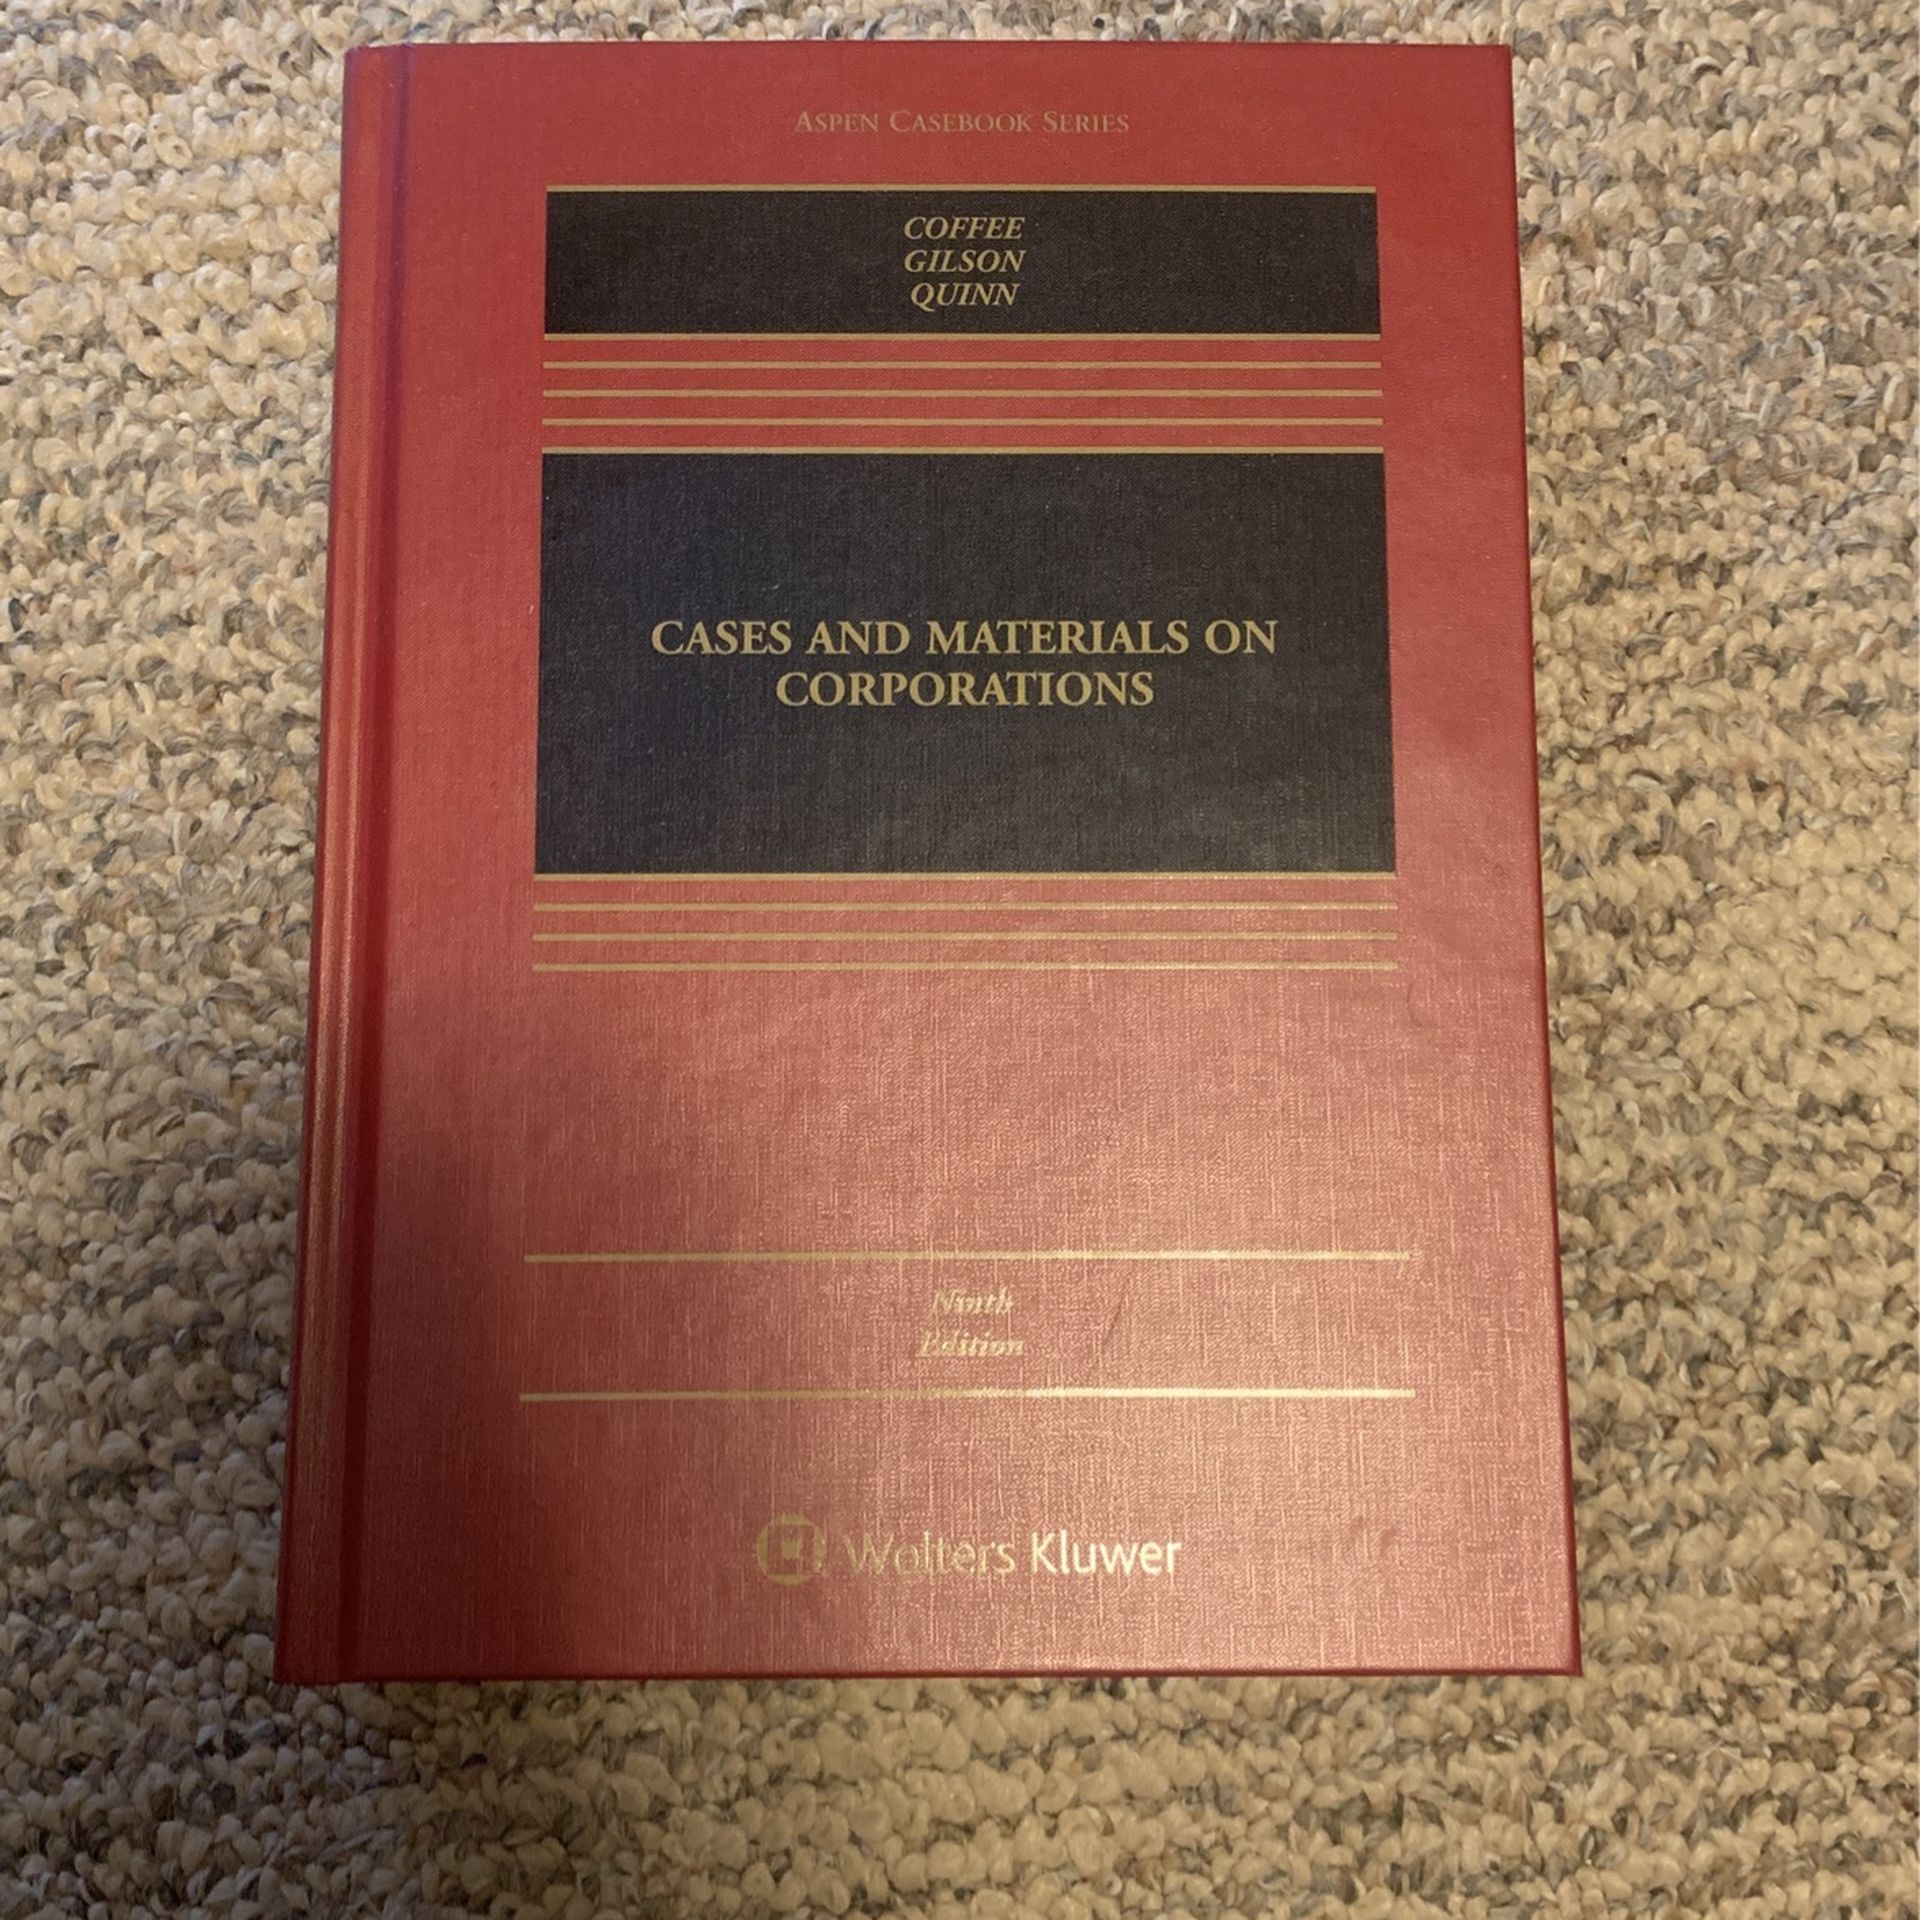 ASPEN CASEBOOK SERIES
COFFEE
GILSON
QUINN
CASES AND MATERIALS ON
CORPORATIONS
Ninth
Edition
Wolters Kluwer